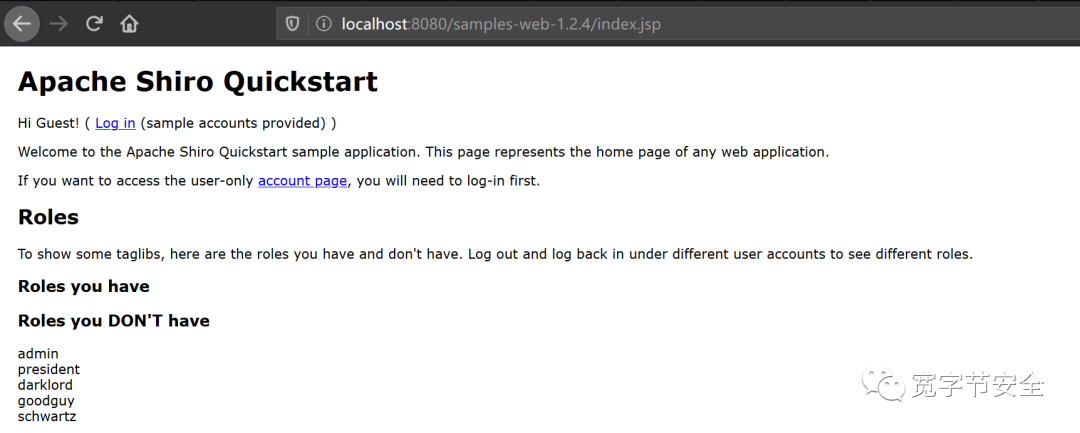 localhost:8080/samples-web-1.2.4/index.jsp
Apache Shiro Quickstart
Hi Guest! ( Log in (sample accounts provided) )
Welcome to the Apache Shiro Quickstart sample application. This page represents the home page of any web application.
If you want to access the user-only account page, you will need to log-in first.
Roles
To show some taglibs, here are the roles you have and don't have. Log out and log back in under different user accounts to see different roles.
Roles you have
Roles you DON'T have
admin
president
darklord
goodguy
schwartz
宽字节安全